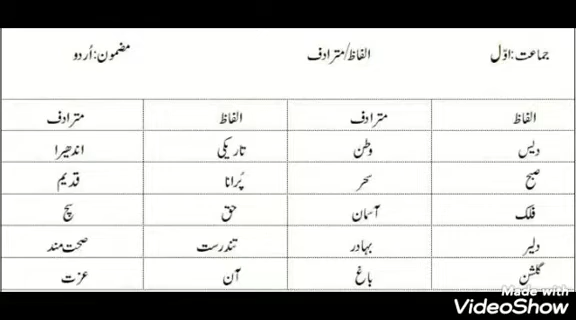 جماعت:اوّل الفاظ/مترادف مضمون:اُردو
الفاظ مترادف الفاظ مترادف
دیس وطن تاریکی اندھیرا
صبح سحر پُرانا قدیم
فلک آسمان حق سچ
دلیر بہادر تندرست صحت مند
گلشن باغ آن عزت
Made with
VideoShow